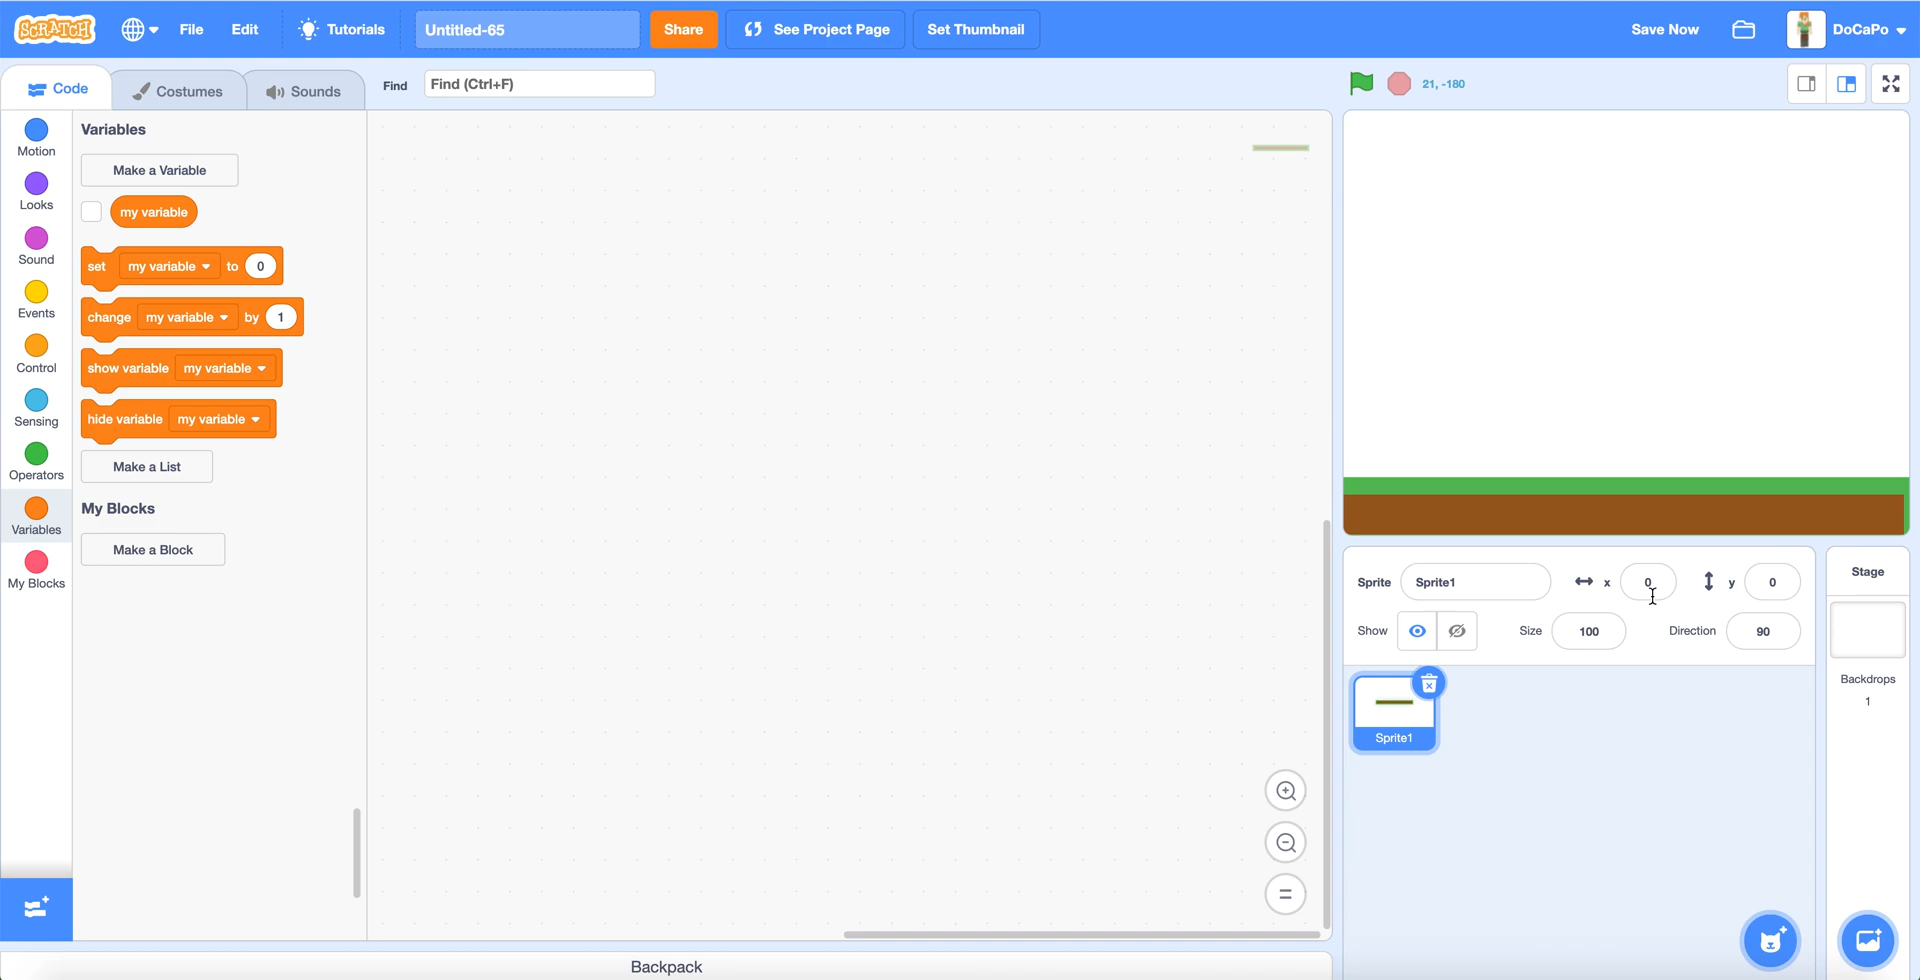 SCRATCH File Edit Tutorials Untitled-65 Share See Project Page Set Thumbnail Save Now DoCaPo
Code Costumes Sounds Find Find (Ctrl+F) 21, -180
Motion
Looks
Sound
Events
Control
Sensing
Operators
Variables
My Blocks
Variables
Make a Variable
my variable
set my variable to 0
change my variable by 1
show variable my variable
hide variable my variable
Make a List
My Blocks
Make a Block
Sprite Sprite1 x 0 y 0
Show Size 100 Direction 90
Sprite1
Stage
Backdrops
1
Backpack